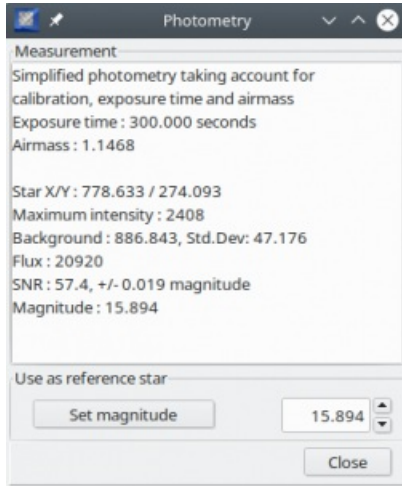 Photometry
Measurement
Simplified photometry taking account for
calibration, exposure time and airmass
Exposure time : 300.000 seconds
Airmass : 1.1468
Star X/Y : 778.633 / 274.093
Maximum intensity : 2408
Background : 886.843, Std.Dev: 47.176
Flux : 20920
SNR : 57.4, +/- 0.019 magnitude
Magnitude : 15.894
Use as reference star
Set magnitude 15.894
Close